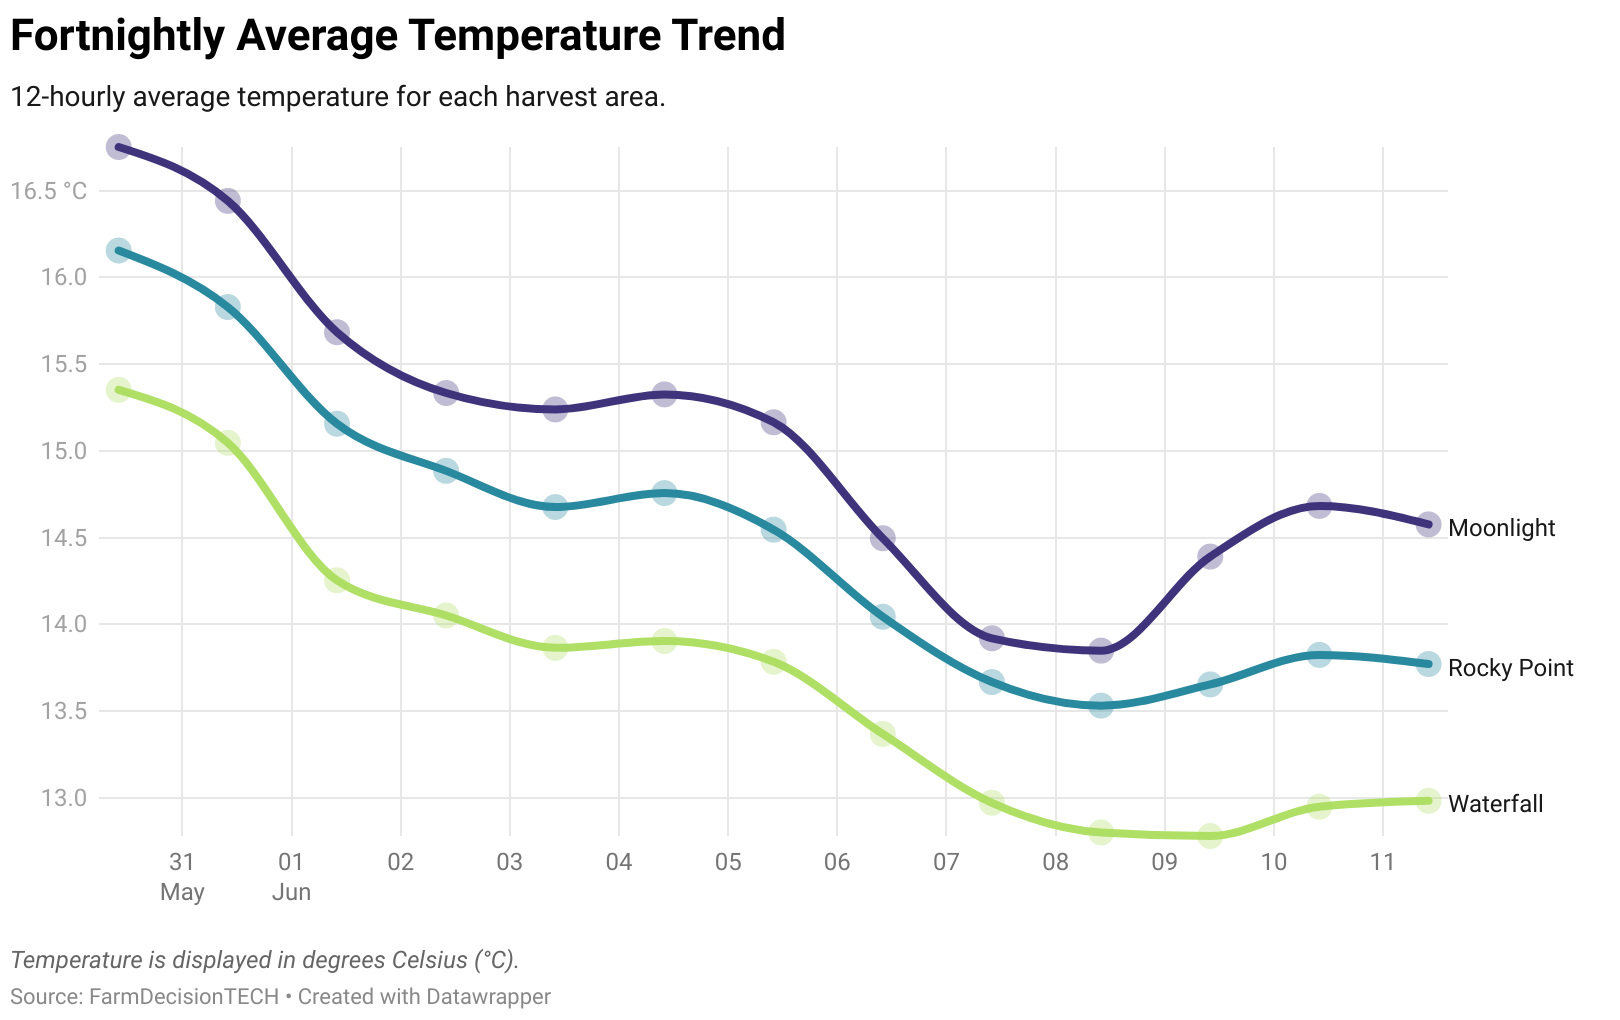 Fortnightly Average Temperature Trend
12-hourly average temperature for each harvest area.
16.5 °C
16.0
15.5
15.0
14.5
14.0
13.5
13.0
Moonlight
Rocky Point
Waterfall
31 01 02 03 04 05 06 07 08 09 10 11
May Jun
Temperature is displayed in degrees Celsius (°C).
Source: FarmDecisionTECH • Created with Datawrapper